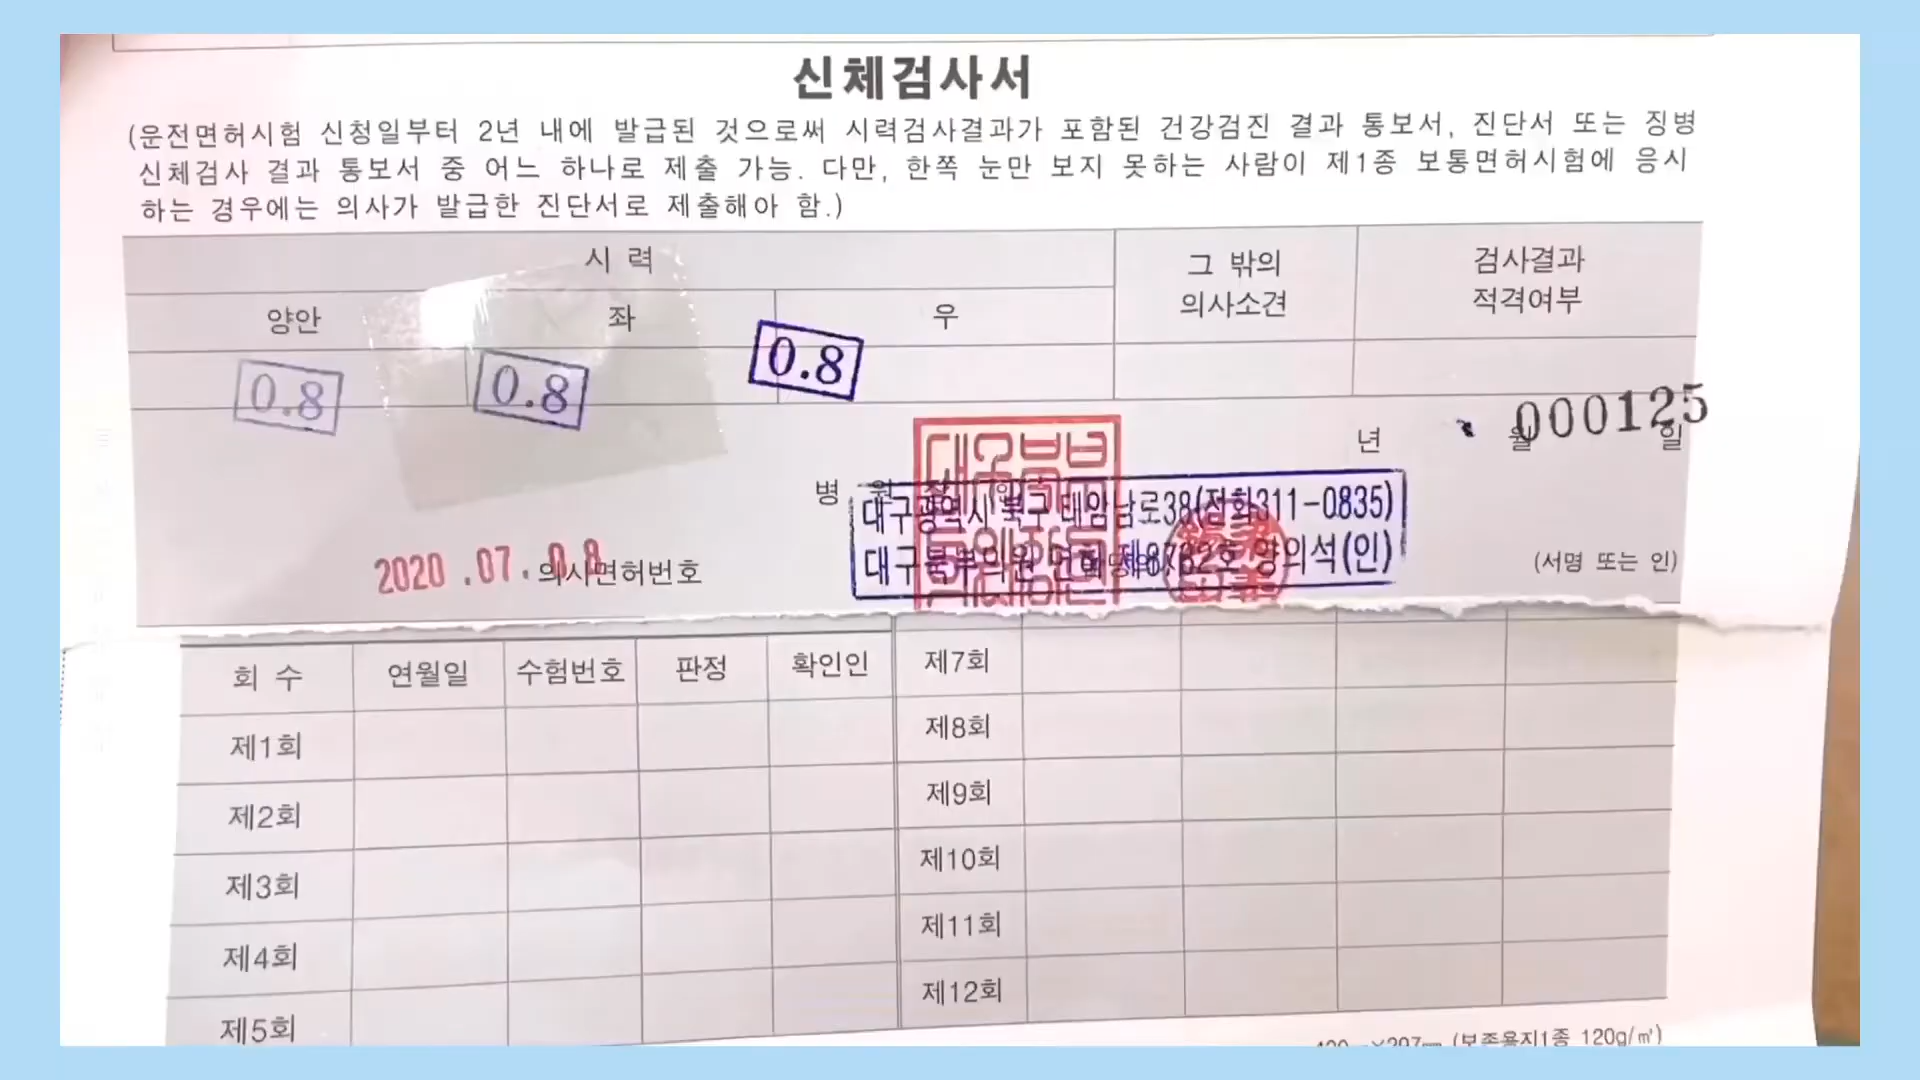 신체검사서
(운전면허시험 신청일부터 2년 내에 발급된 것으로써 시력검사결과가 포함된 건강검진 결과 통보서, 진단서 또는 징병
신체검사 결과 통보서 중 어느 하나로 제출 가능. 다만, 한쪽 눈만 보지 못하는 사람이 제1종 보통면허시험에 응시
하는 경우에는 의사가 발급한 진단서로 제출해야 함.)
시 력
그 밖의
의사소견
검사결과
적격여부
양안
좌
우
0.8
0.8
0.8
000125
년
월
일
병 원
대구광역시 북구 태암남로38(전화311-0835)
대구북부의원 면허 제8782호 양의석(인)
2020 .07. 08
의사면허번호
(서명 또는 인)
회 수
연월일
수험번호
판정
확인인
제1회
제2회
제3회
제4회
제5회
제7회
제8회
제9회
제10회
제11회
제12회
(보존용지1종 120g/㎡)